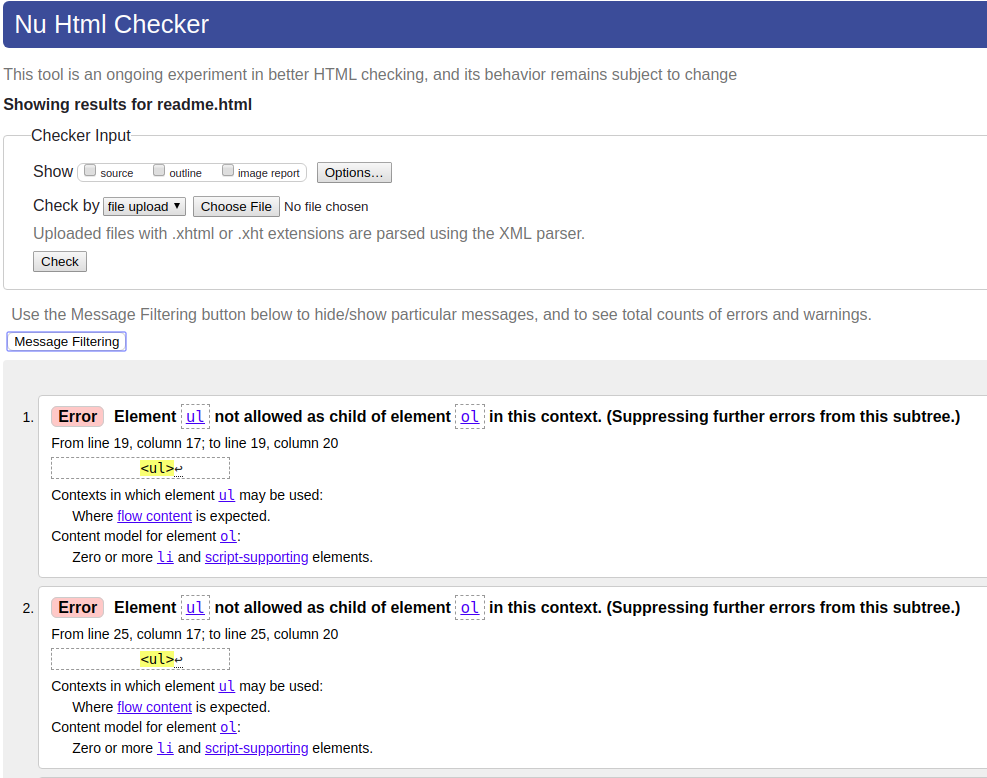 Nu Html Checker
This tool is an ongoing experiment in better HTML checking, and its behavior remains subject to change
Showing results for readme.html
Checker Input
Show source outline image report Options...
Check by file upload ▼ Choose File No file chosen
Uploaded files with .xhtml or .xht extensions are parsed using the XML parser.
Check
Use the Message Filtering button below to hide/show particular messages, and to see total counts of errors and warnings.
Message Filtering
1. Error Element ul not allowed as child of element ol in this context. (Suppressing further errors from this subtree.)
From line 19, column 17; to line 19, column 20
<ul>↩
Contexts in which element ul may be used:
Where flow content is expected.
Content model for element ol:
Zero or more li and script-supporting elements.
2. Error Element ul not allowed as child of element ol in this context. (Suppressing further errors from this subtree.)
From line 25, column 17; to line 25, column 20
<ul>↩
Contexts in which element ul may be used:
Where flow content is expected.
Content model for element ol:
Zero or more li and script-supporting elements.